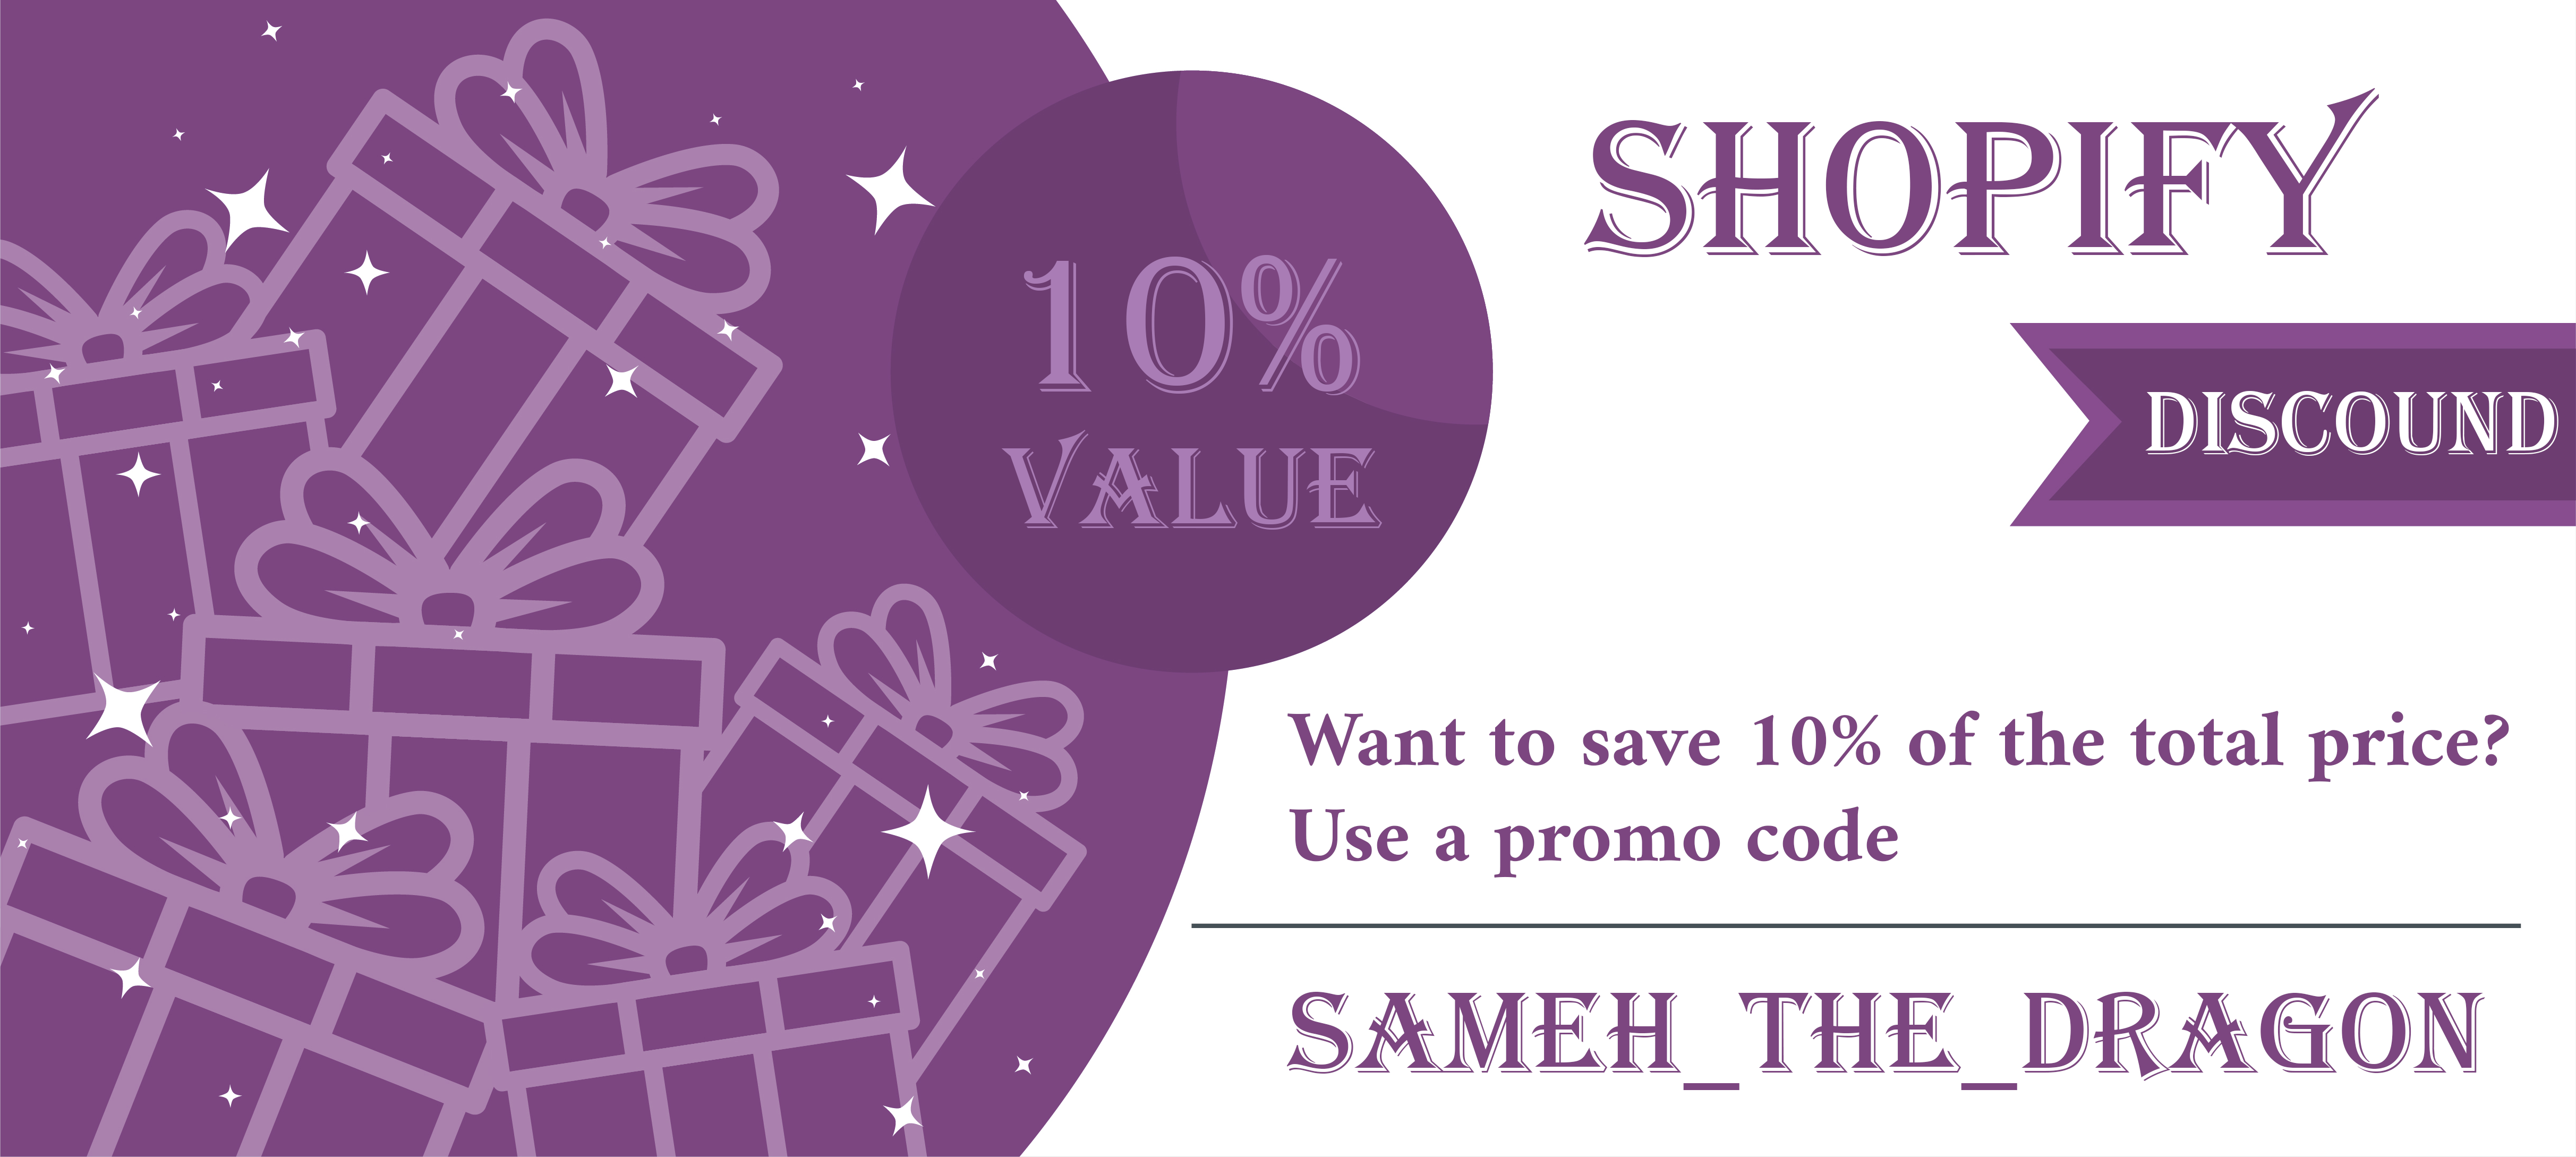 SHOPIFY
10%
VALUE
DISCOUND
Want to save 10% of the total price?
Use a promo code
SAMEH_THE_DRAGON